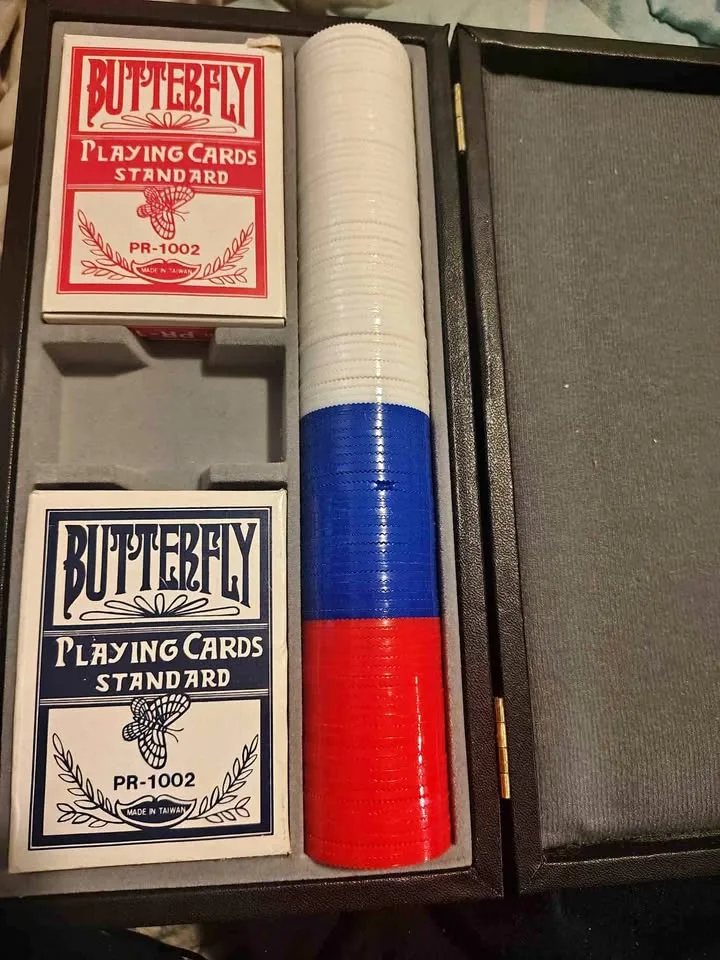 BUTTERFLY
PLAYING CARDS
STANDARD
PR-1002
MADE IN TAIWAN
BUTTERFLY
PLAYING CARDS
STANDARD
PR-1002
MADE IN TAIWAN